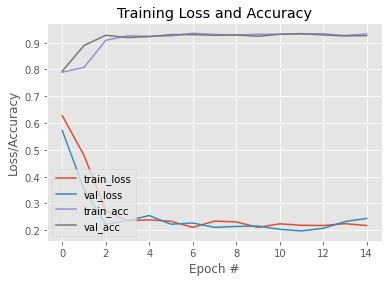 Training Loss and Accuracy
0.9
0.8
0.7
0.6
0.5
0.4
0.3
0.2
Loss/Accuracy
train_loss
val_loss
train_acc
val_acc
0 2 4 6 8 10 12 14
Epoch #